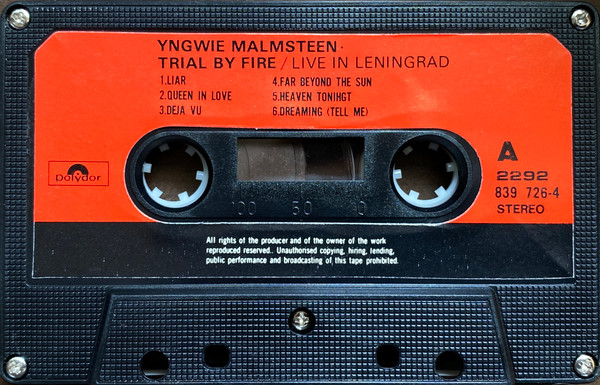 YNGWIE MALMSTEEN·
TRIAL BY FIRE / LIVE IN LENINGRAD
1.LIAR
2.QUEEN IN LOVE
3.DEJA VU
4.FAR BEYOND THE SUN
5.HEAVEN TONIHGT
6.DREAMING (TELL ME)
Polydor
A
2292
839 726-4
STEREO
100 50 0
All rights of the producer and of the owner of the work
reproduced reserved. Unauthorised copying, hiring, lending,
public performance and broadcasting of this tape prohibited.